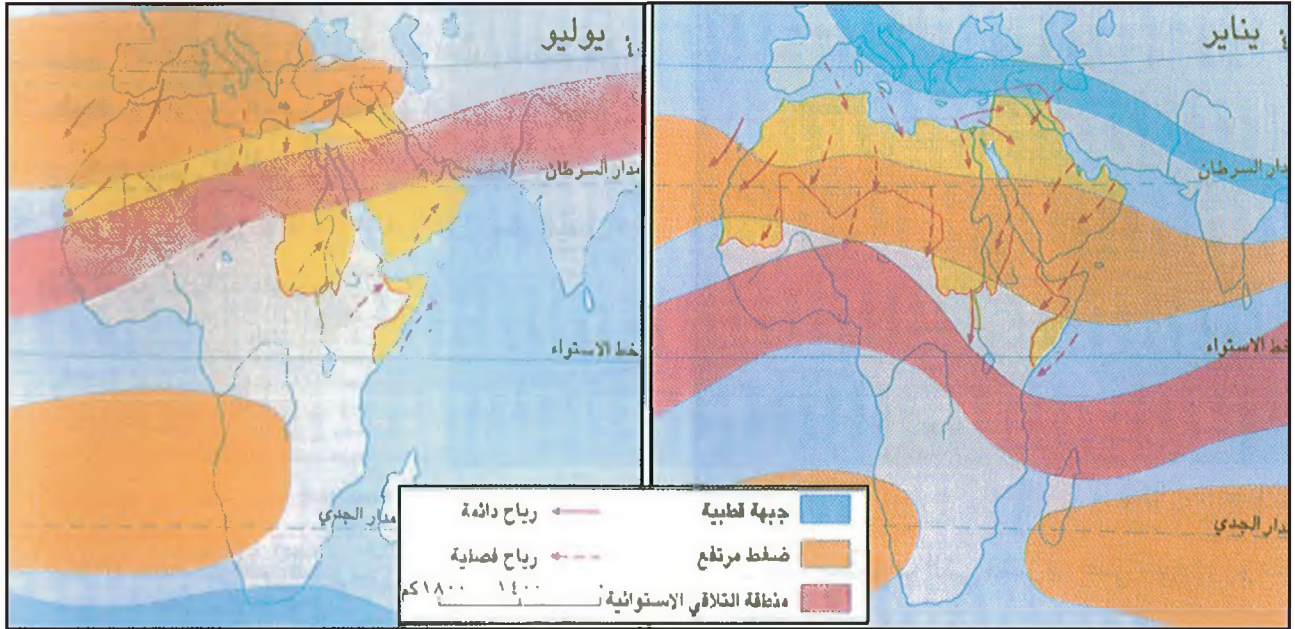 يناير
مدار السرطان
خط الاستواء
مدار الجدي
يوليو
مدار السرطان
خط الاستواء
مدار الجدي
جبهة قطبية
ضغط مرتفع
منطقة التلاقي الاستوائية
رياح دائمة
رياح فصلية
١٤٠٠ ١٨٠٠ كم